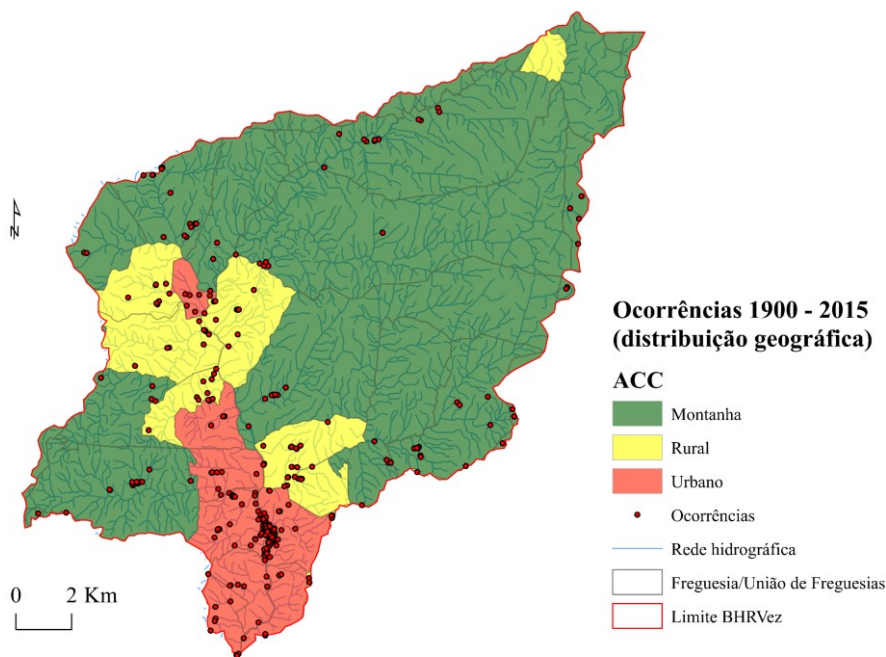 Ocorrências 1900 - 2015
(distribuição geográfica)
ACC
Montanha
Rural
Urbano
Ocorrências
Rede hidrográfica
Freguesia/União de Freguesias
Limite BHRVez
N
0 2 Km